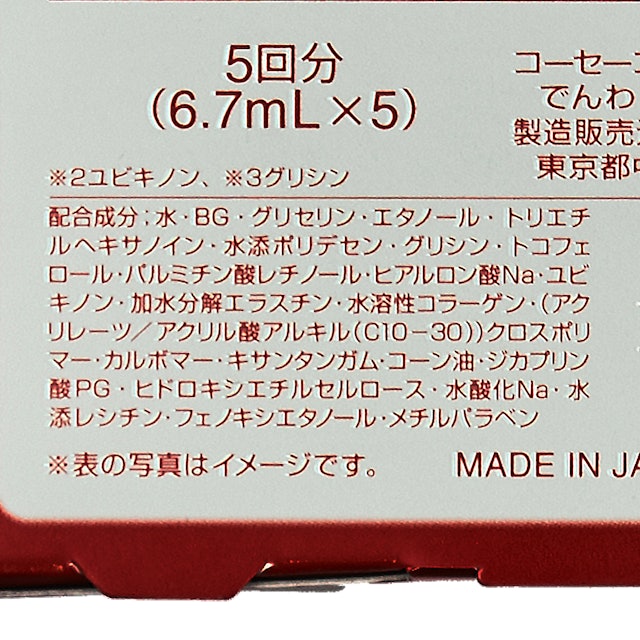 5回分
(6.7mL×5)
コーセーコ
でんわ
製造販売
東京都中
※2ユビキノン、※3グリシン
配合成分；水・BG・グリセリン・エタノール・トリエチ
ルヘキサノイン・水添ポリデセン・グリシン・トコフェ
ロール・パルミチン酸レチノール・ヒアルロン酸Na・ユビ
キノン・加水分解エラスチン・水溶性コラーゲン・(アク
リレーツ／アクリル酸アルキル(C10－30))クロスポリ
マー・カルボマー・キサンタンガム・コーン油・ジカプリン
酸PG・ヒドロキシエチルセルロース・水酸化Na・水
添レシチン・フェノキシエタノール・メチルパラベン
※表の写真はイメージです。
MADE IN JA